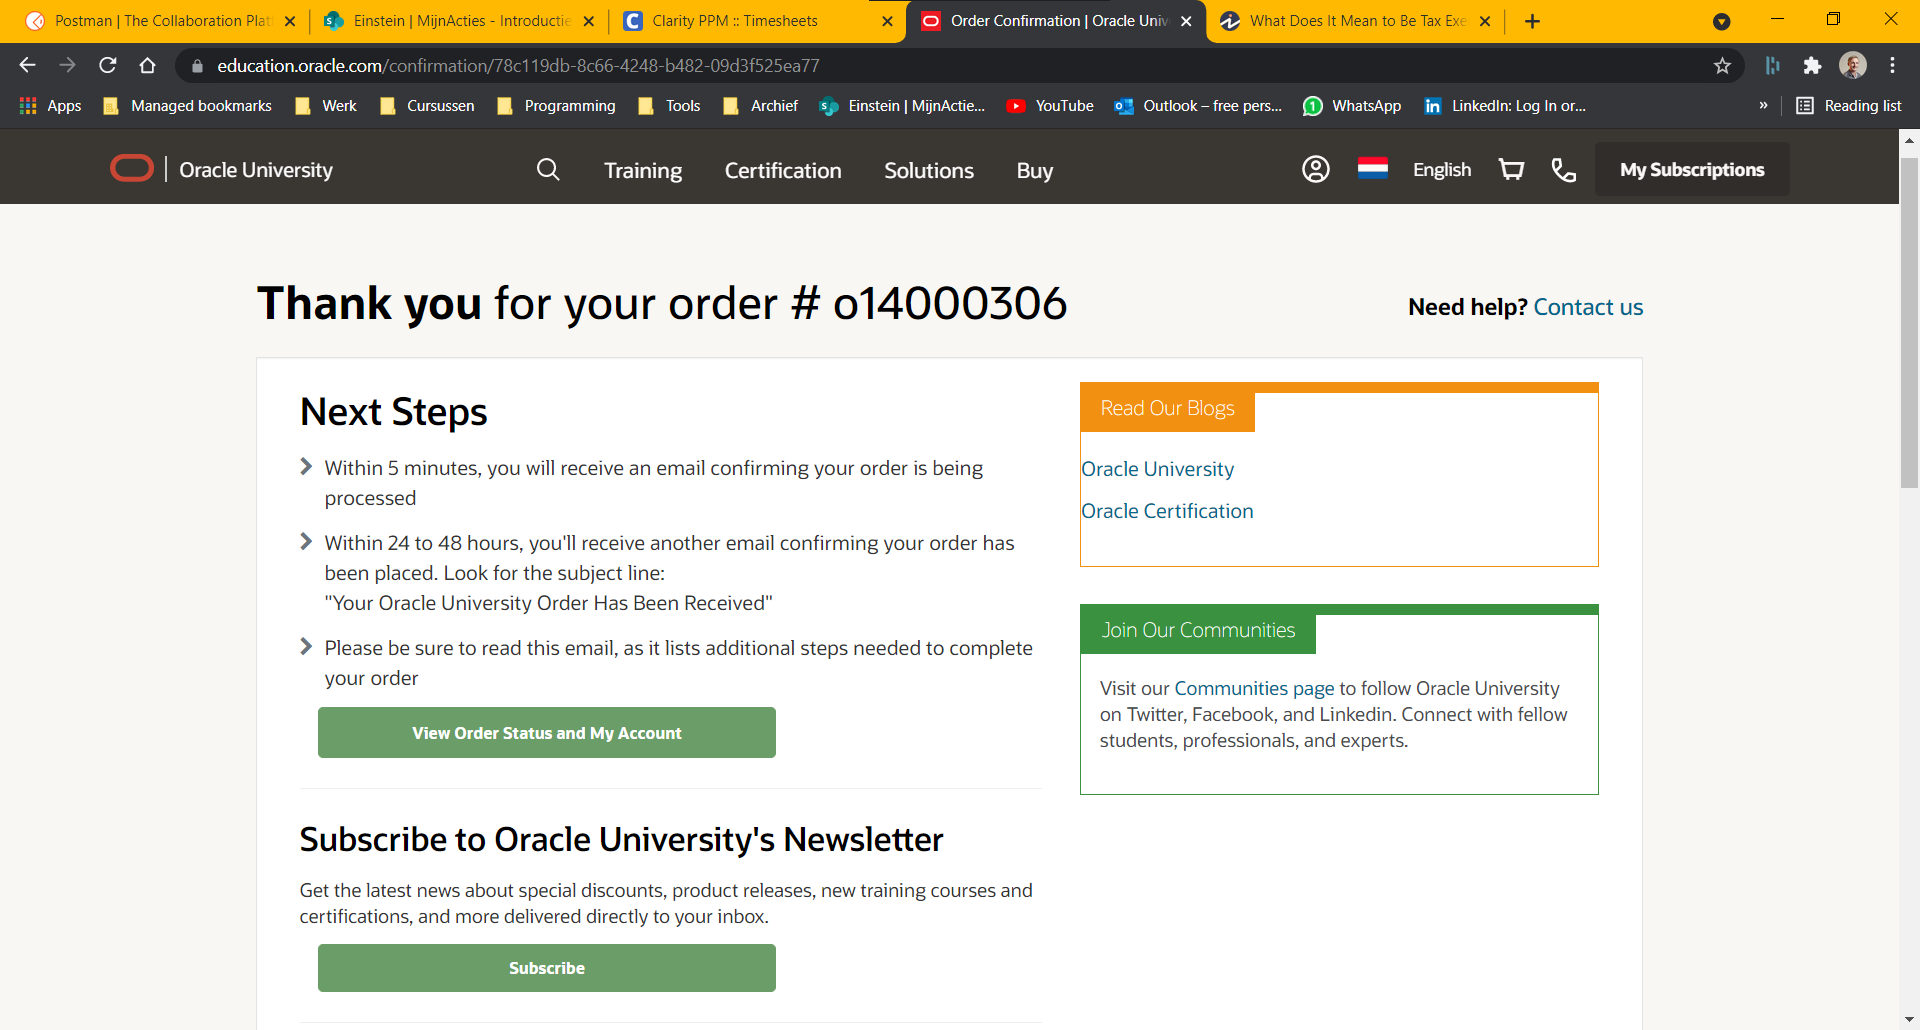 Postman | The Collaboration Plat
Einstein | MijnActies - Introductie
Clarity PPM :: Timesheets
Order Confirmation | Oracle Univ
What Does It Mean to Be Tax Exe
education.oracle.com/confirmation/78c119db-8c66-4248-b482-09d3f525ea77
Apps
Managed bookmarks
Werk
Cursussen
Programming
Tools
Archief
Einstein | MijnActie...
YouTube
Outlook – free pers...
WhatsApp
LinkedIn: Log In or...
»
Reading list
Oracle University
Training
Certification
Solutions
Buy
English
My Subscriptions
Thank you for your order # o14000306
Need help? Contact us
Next Steps
Within 5 minutes, you will receive an email confirming your order is being
processed
Within 24 to 48 hours, you'll receive another email confirming your order has
been placed. Look for the subject line:
"Your Oracle University Order Has Been Received"
Please be sure to read this email, as it lists additional steps needed to complete
your order
View Order Status and My Account
Subscribe to Oracle University's Newsletter
Get the latest news about special discounts, product releases, new training courses and
certifications, and more delivered directly to your inbox.
Subscribe
Read Our Blogs
Oracle University
Oracle Certification
Join Our Communities
Visit our Communities page to follow Oracle University
on Twitter, Facebook, and Linkedin. Connect with fellow
students, professionals, and experts.